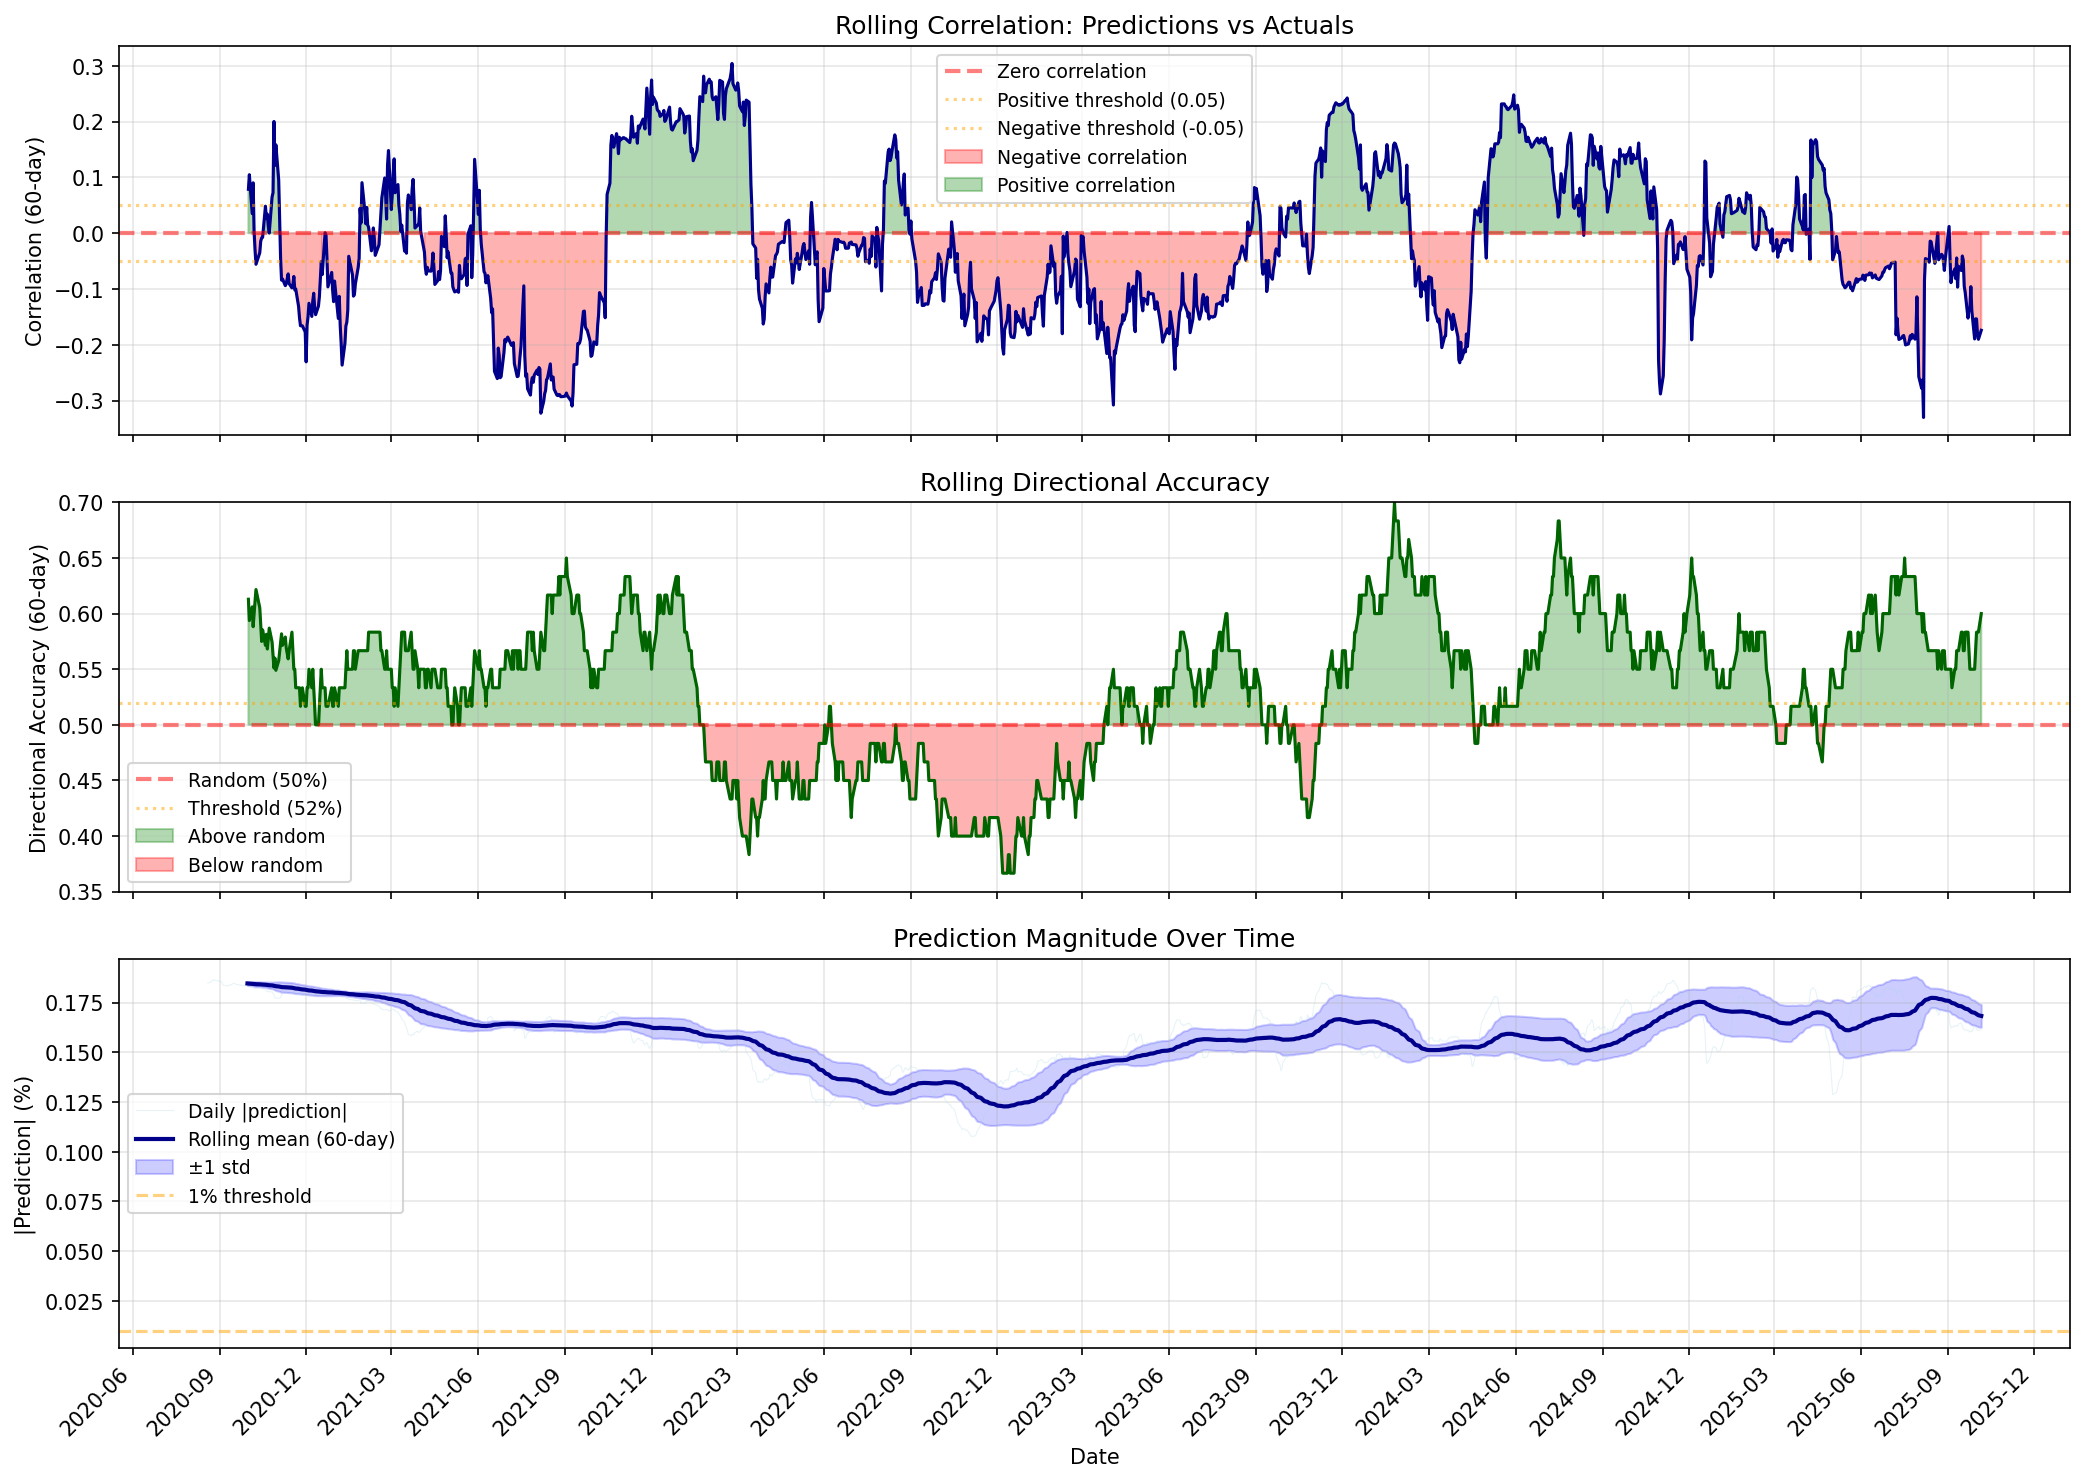 Rolling Correlation: Predictions vs Actuals
Correlation (60-day)
0.3
0.2
0.1
0.0
−0.1
−0.2
−0.3
Zero correlation
Positive threshold (0.05)
Negative threshold (-0.05)
Negative correlation
Positive correlation
Rolling Directional Accuracy
Directional Accuracy (60-day)
0.70
0.65
0.60
0.55
0.50
0.45
0.40
0.35
Random (50%)
Threshold (52%)
Above random
Below random
Prediction Magnitude Over Time
|Prediction| (%)
0.175
0.150
0.125
0.100
0.075
0.050
0.025
Daily |prediction|
Rolling mean (60-day)
±1 std
1% threshold
2020-06
2020-09
2020-12
2021-03
2021-06
2021-09
2021-12
2022-03
2022-06
2022-09
2022-12
2023-03
2023-06
2023-09
2023-12
2024-03
2024-06
2024-09
2024-12
2025-03
2025-06
2025-09
2025-12
Date